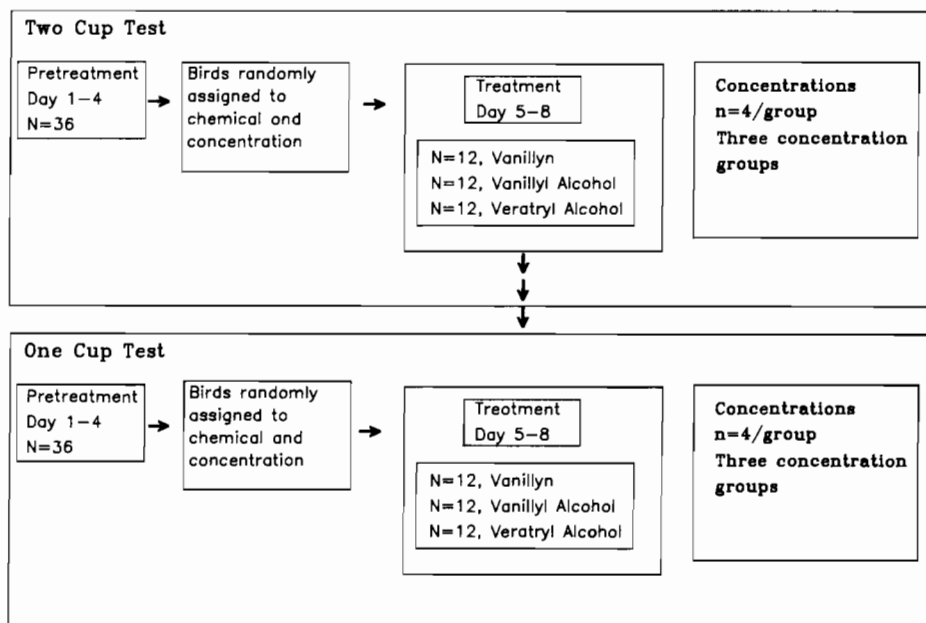 Two Cup Test
Pretreatment
Day 1-4
N=36
Birds randomly
assigned to
chemical and
concentration
Treatment
Day 5-8
N=12, Vanillyn
N=12, Vanillyl Alcohol
N=12, Veratryl Alcohol
Concentrations
n=4/group
Three concentration
groups
One Cup Test
Pretreatment
Day 1-4
N=36
Birds randomly
assigned to
chemical and
concentration
Treatment
Day 5-8
N=12, Vanillyn
N=12, Vanillyl Alcohol
N=12, Veratryl Alcohol
Concentrations
n=4/group
Three concentration
groups